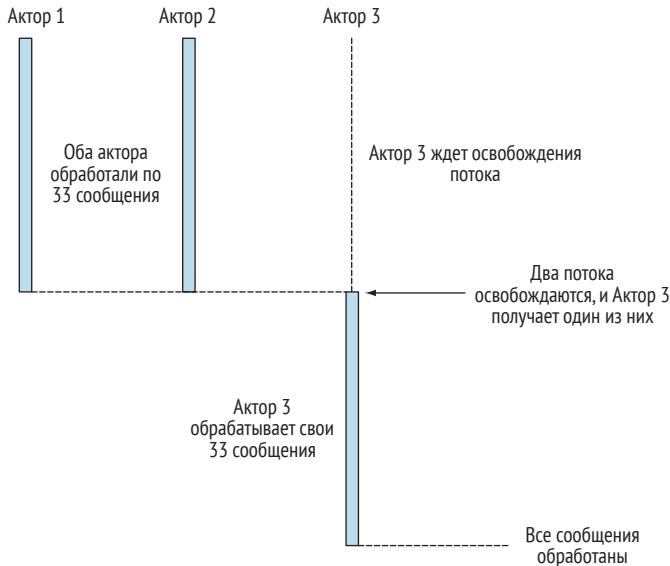 Актор 1
Актор 2
Актор 3
Оба актора
обработали по
33 сообщения
Актор 3 ждет освобождения
потока
Два потока
освобождаются, и Актор 3
получает один из них
Актор 3
обрабатывает свои
33 сообщения
Все сообщения
обработаны